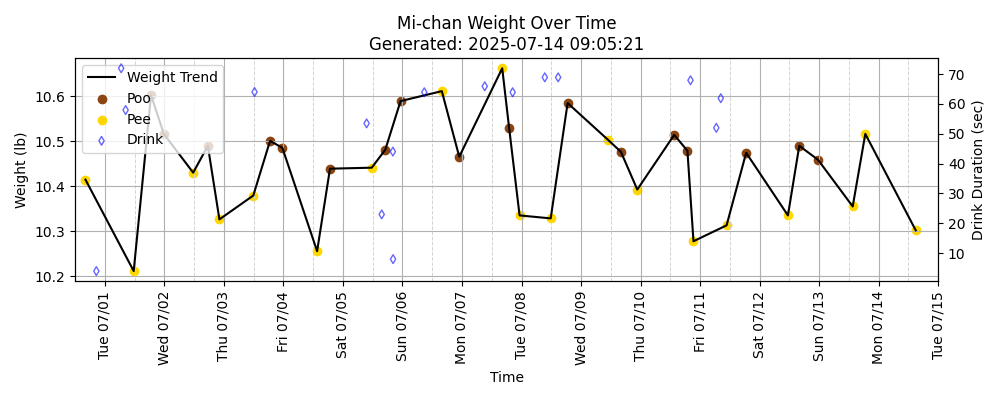 Mi-chan Weight Over Time
Generated: 2025-07-14 09:05:21
Weight Trend
Poo
Pee
Drink
Weight (lb)
10.6
10.5
10.4
10.3
10.2
70
60
50
40
30
20
10
Drink Duration (sec)
Tue 07/01
Wed 07/02
Thu 07/03
Fri 07/04
Sat 07/05
Sun 07/06
Mon 07/07
Tue 07/08
Wed 07/09
Thu 07/10
Fri 07/11
Sat 07/12
Sun 07/13
Mon 07/14
Tue 07/15
Time